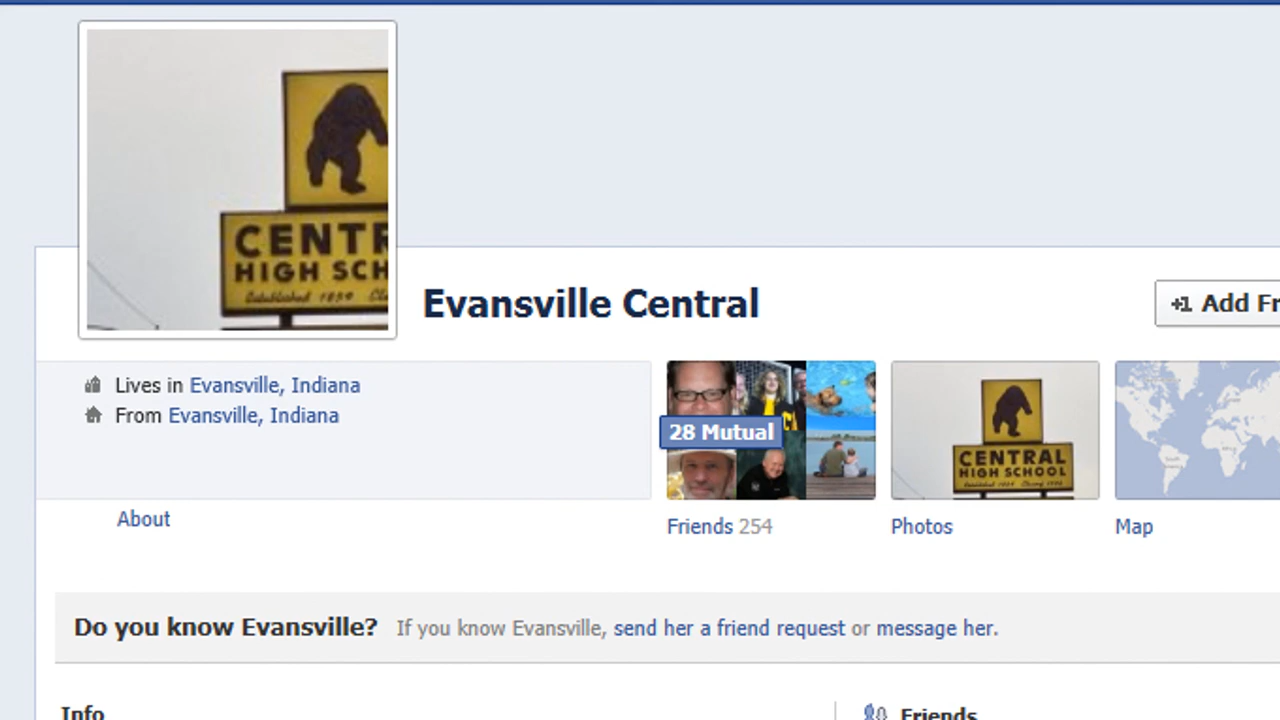 CENTR
HIGH SCH
Established
Evansville Central
+1 Add Fr
Lives in Evansville, Indiana
From Evansville, Indiana
28 Mutual
CENTRAL
HIGH SCHOOL
About
Friends 254
Photos
Map
Do you know Evansville? If you know Evansville, send her a friend request or message her.
Info
Friends